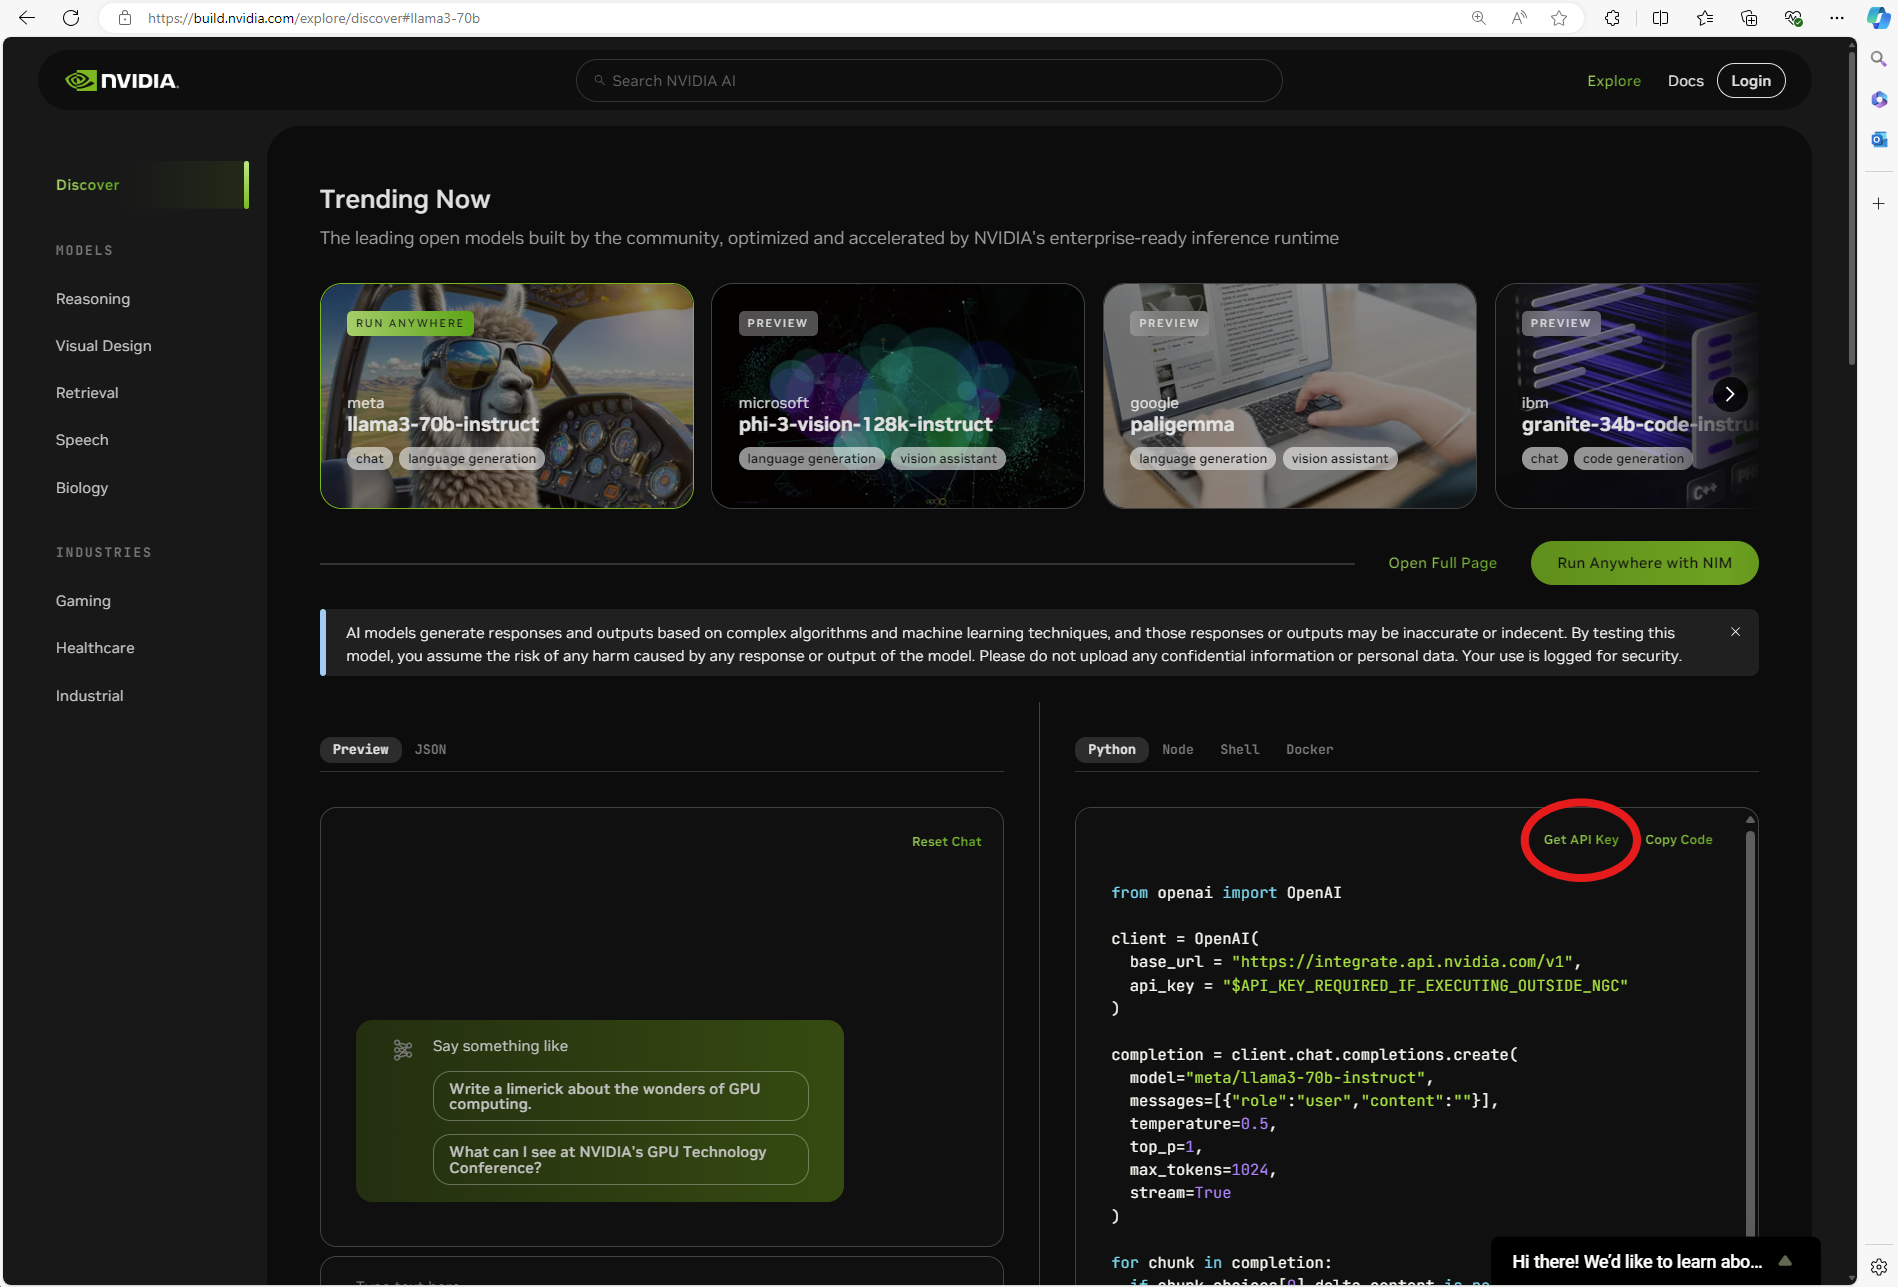 https://build.nvidia.com/explore/discover#llama3-70b
NVIDIA.
Search NVIDIA AI
Explore
Docs
Login
Discover
MODELS
Reasoning
Visual Design
Retrieval
Speech
Biology
INDUSTRIES
Gaming
Healthcare
Industrial
Trending Now
The leading open models built by the community, optimized and accelerated by NVIDIA's enterprise-ready inference runtime
RUN ANYWHERE
meta
llama3-70b-instruct
chat
language generation
PREVIEW
microsoft
phi-3-vision-128k-instruct
language generation
vision assistant
PREVIEW
google
paligemma
language generation
vision assistant
PREVIEW
ibm
granite-34b-code-instruc
chat
code generation
C++
Open Full Page
Run Anywhere with NIM
AI models generate responses and outputs based on complex algorithms and machine learning techniques, and those responses or outputs may be inaccurate or indecent. By testing this
model, you assume the risk of any harm caused by any response or output of the model. Please do not upload any confidential information or personal data. Your use is logged for security.
Preview
JSON
Reset Chat
Say something like
Write a limerick about the wonders of GPU
computing.
What can I see at NVIDIA's GPU Technology
Conference?
Python
Node
Shell
Docker
Get API Key
Copy Code
from openai import OpenAI
client = OpenAI(
base_url = "https://integrate.api.nvidia.com/v1",
api_key = "$API_KEY_REQUIRED_IF_EXECUTING_OUTSIDE_NGC"
)
completion = client.chat.completions.create(
model="meta/llama3-70b-instruct",
messages=[{"role":"user","content":""}],
temperature=0.5,
top_p=1,
max_tokens=1024,
stream=True
)
for chunk in completion:
if chunk.choices[0].delta.content is
Hi there! We'd like to learn abo...